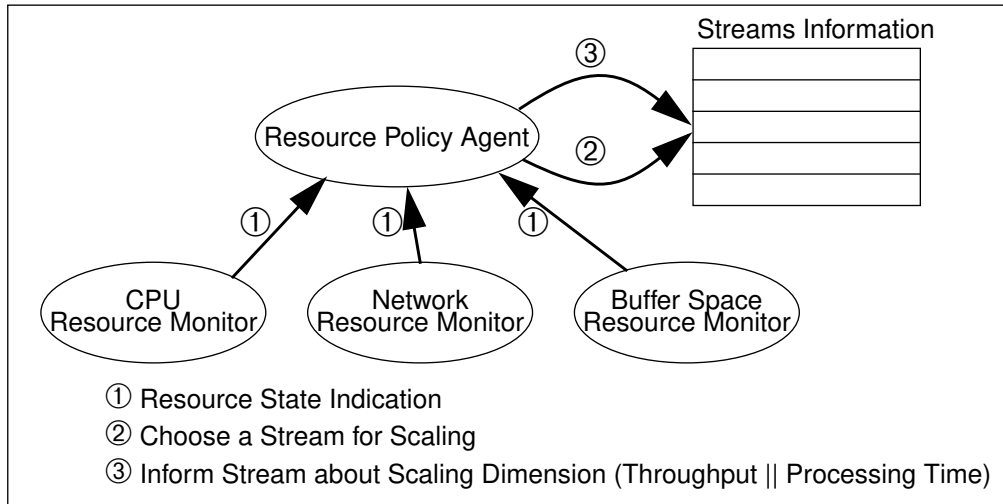 Streams Information
③
Resource Policy Agent
②
①
①
①
CPU
Resource Monitor
Network
Resource Monitor
Buffer Space
Resource Monitor
① Resource State Indication
② Choose a Stream for Scaling
③ Inform Stream about Scaling Dimension (Throughput || Processing Time)